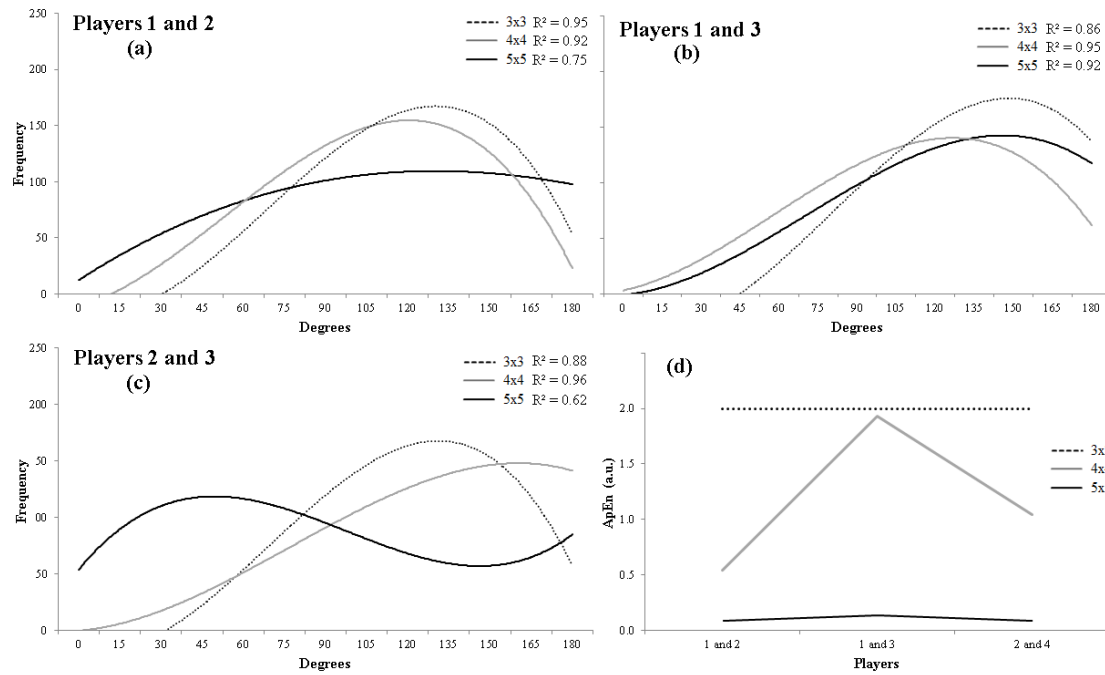 Players 1 and 2
(a)
3x3 R² = 0.95
4x4 R² = 0.92
5x5 R² = 0.75
250
200
150
100
50
0
Frequency
0 15 30 45 60 75 90 105 120 135 150 165 180
Degrees
Players 1 and 3
(b)
3x3 R² = 0.86
4x4 R² = 0.95
5x5 R² = 0.92
0 15 30 45 60 75 90 105 120 135 150 165 180
Degrees
Players 2 and 3
(c)
3x3 R² = 0.88
4x4 R² = 0.96
5x5 R² = 0.62
250
200
50
00
50
0
Frequency
0 15 30 45 60 75 90 105 120 135 150 165 180
Degrees
(d)
3x
4x
5x
2.0
1.5
1.0
0.5
0.0
ApEn (a.u.)
1 and 2 1 and 3 2 and 4
Players